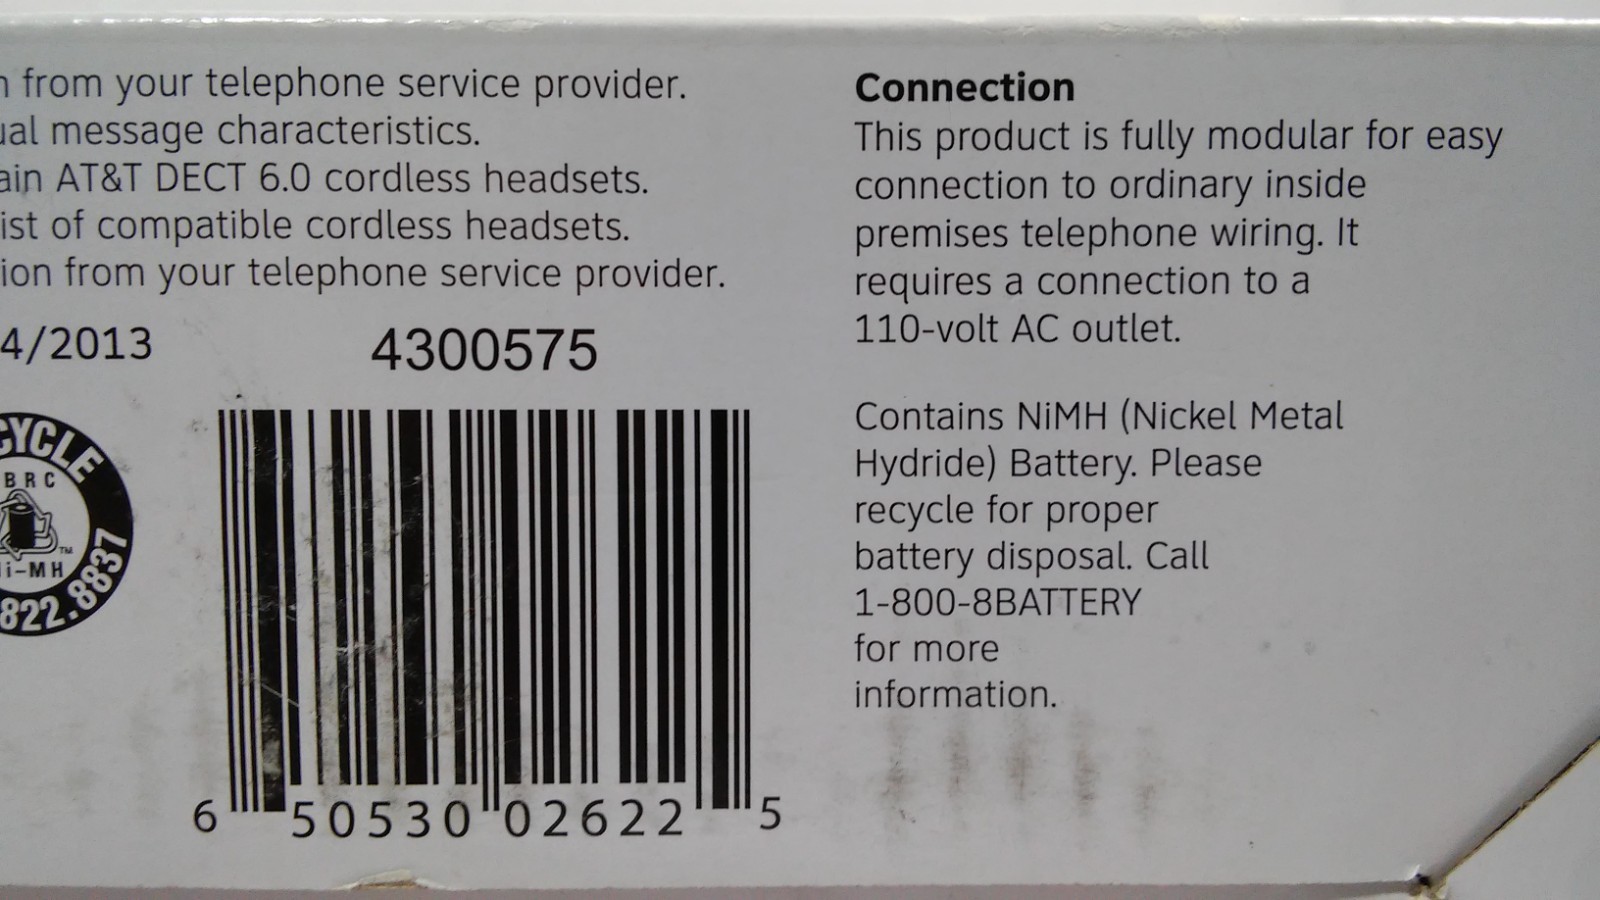 from your telephone service provider.
message characteristics.
AT&T DECT 6.0 cordless headsets.
of compatible cordless headsets.
from your telephone service provider.
4/2013
4300575
CYCLE
BRC
TM
i-MH
822.8837
6 50530 02622 5
Connection
This product is fully modular for easy
connection to ordinary inside
premises telephone wiring. It
requires a connection to a
110-volt AC outlet.
Contains NiMH (Nickel Metal
Hydride) Battery. Please
recycle for proper
battery disposal. Call
1-800-8BATTERY
for more
information.